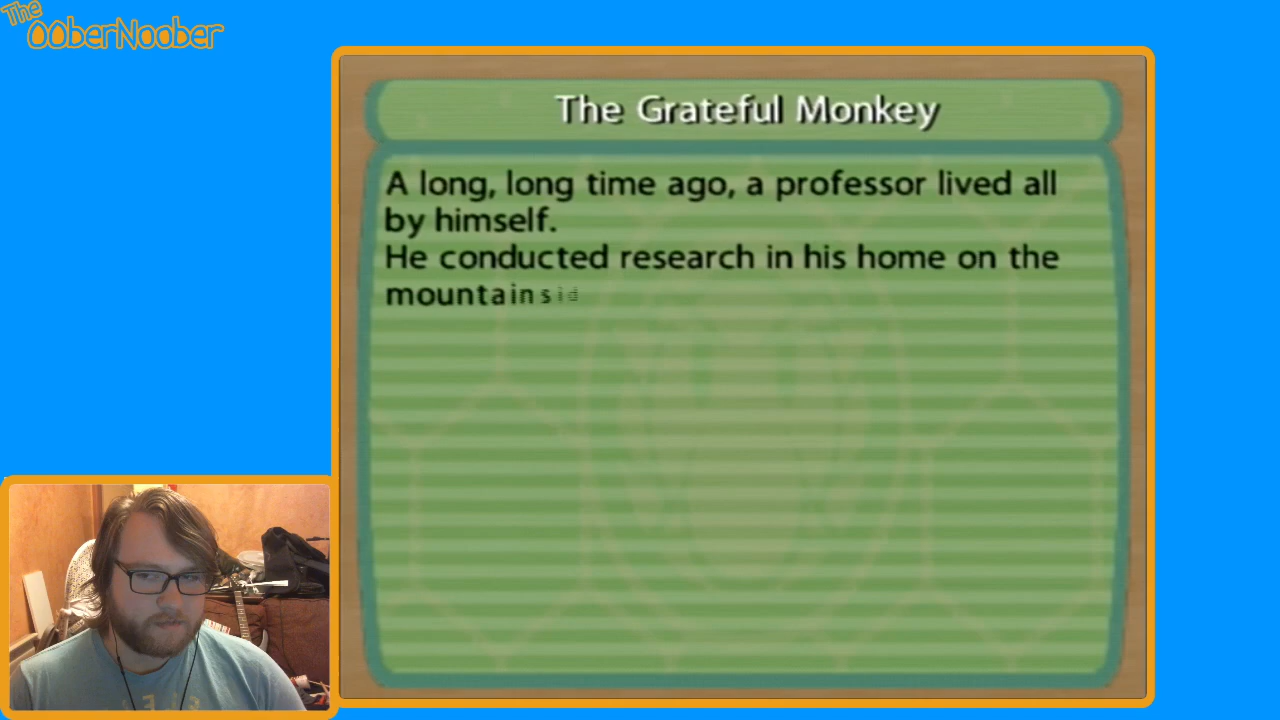 The
OOberNoober
The Grateful Monkey
A long, long time ago, a professor lived all
by himself.
He conducted research in his home on the
mountainsid